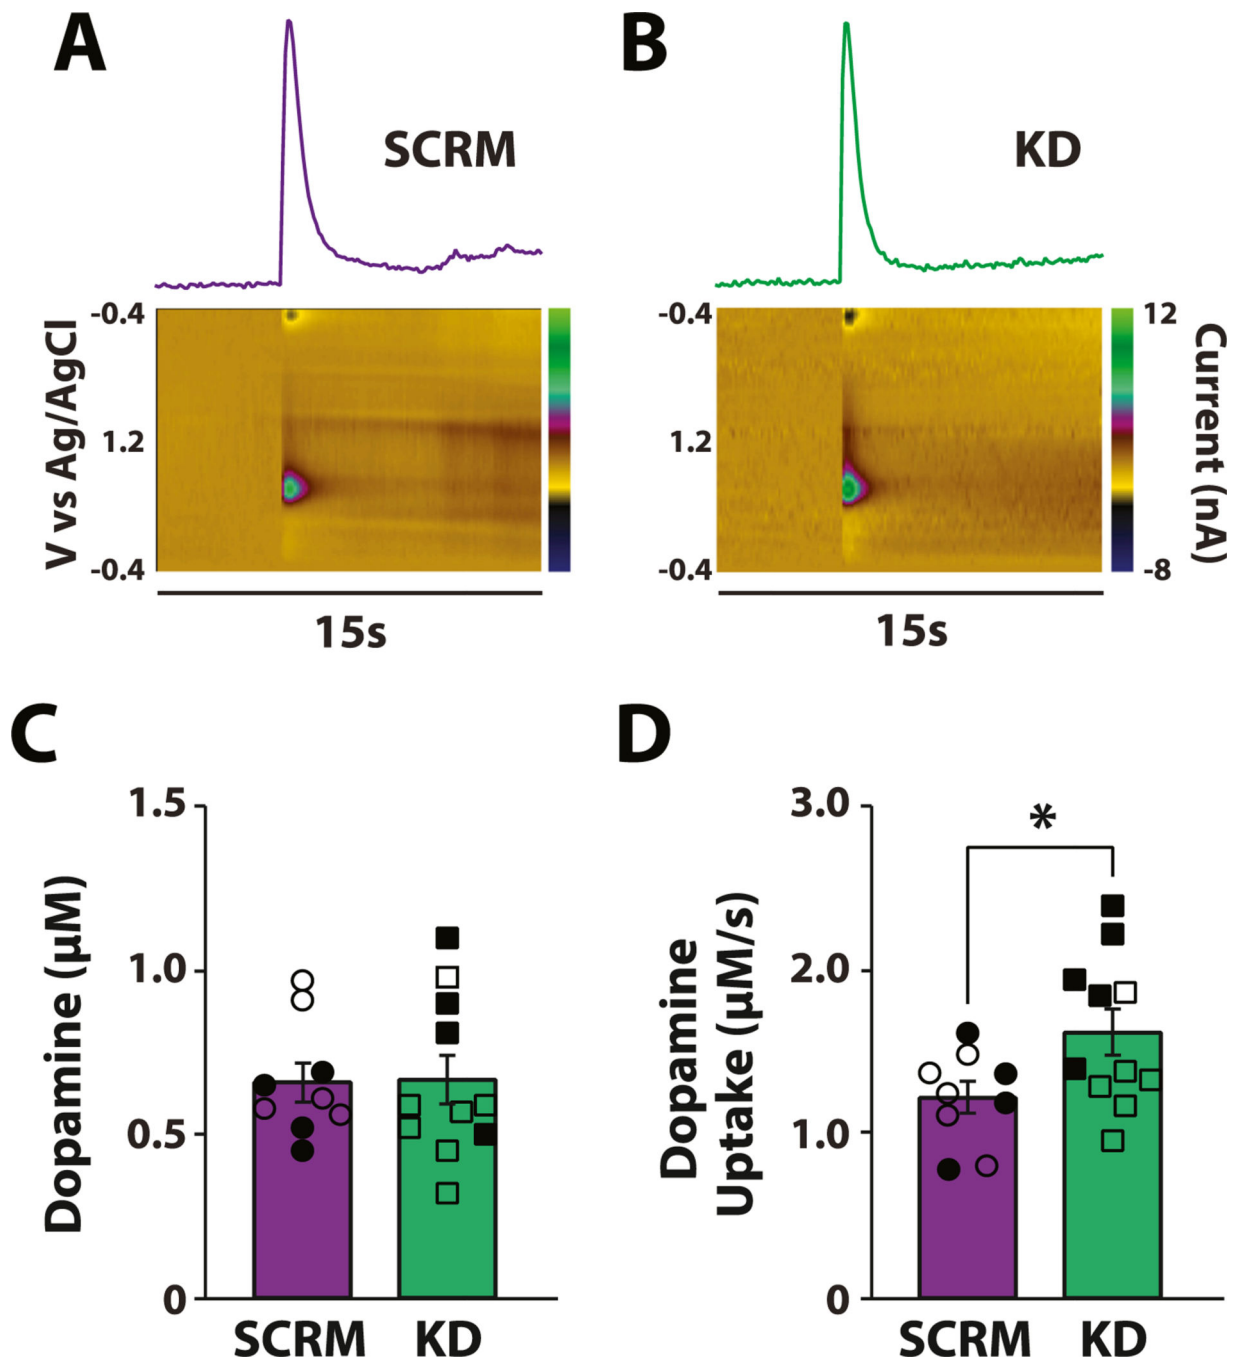 A
B
SCRM
KD
-0.4
1.2
-0.4
V vs Ag/AgCl
-0.4
1.2
-0.4
12
-8
Current (nA)
15s
15s
C
D
1.5
1.0
0.5
0
Dopamine (µM)
SCRM
KD
3.0
2.0
1.0
0
Dopamine
Uptake (µM/s)
*
SCRM
KD